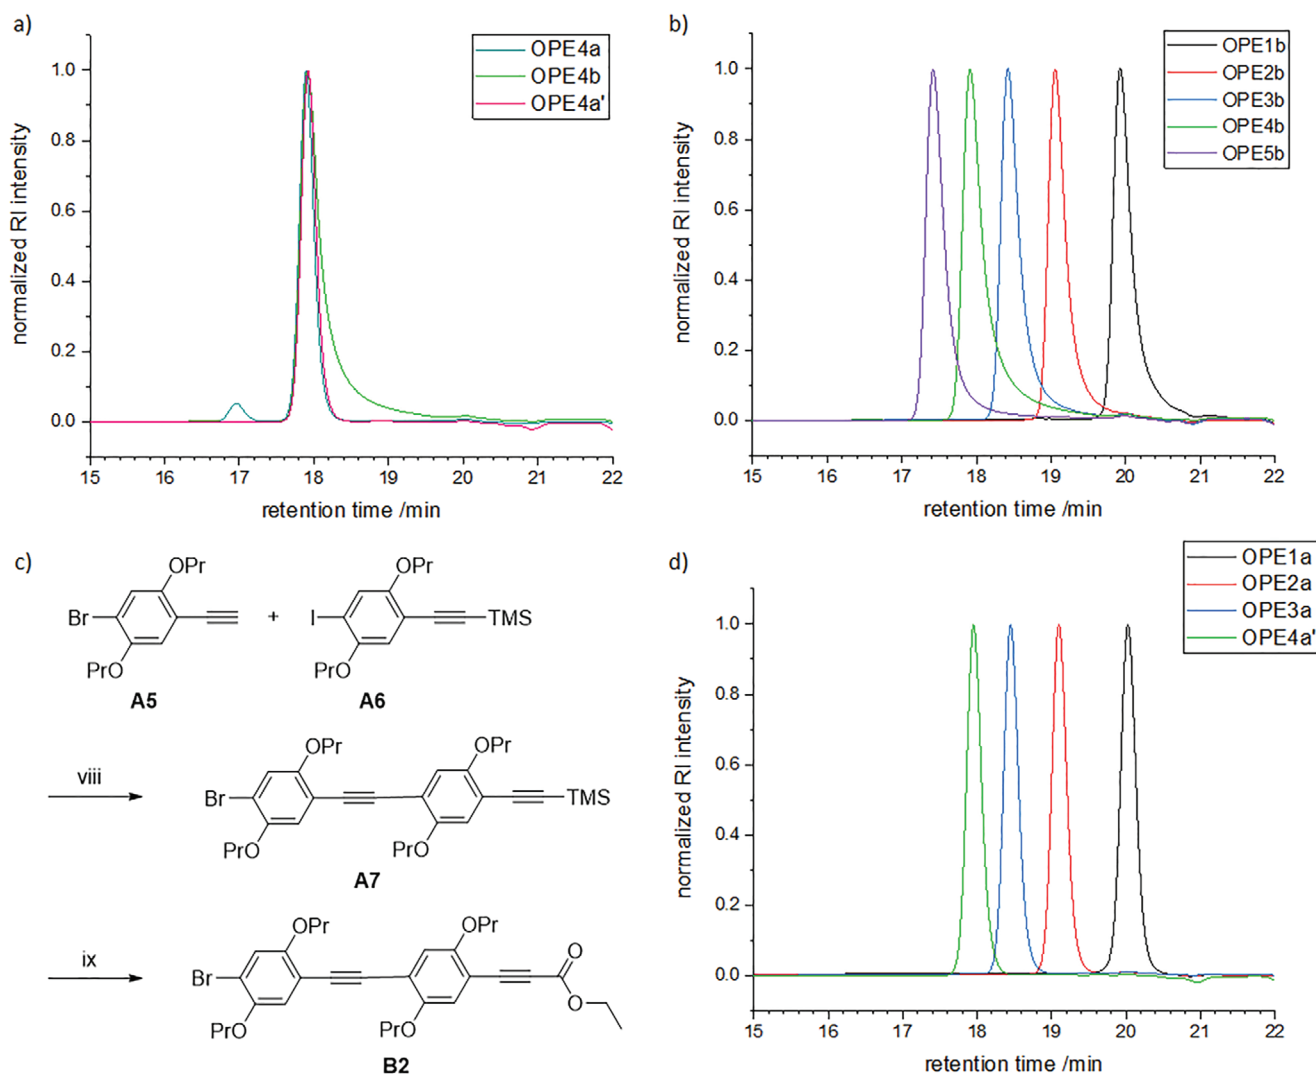 a)
OPE4a
OPE4b
OPE4a'
normalized RI intensity
1.0
0.8
0.6
0.4
0.2
0.0
15 16 17 18 19 20 21 22
retention time /min
b)
OPE1b
OPE2b
OPE3b
OPE4b
OPE5b
normalized RI intensity
1.0
0.8
0.6
0.4
0.2
0.0
15 16 17 18 19 20 21 22
retention time /min
c)
OPr OPr
Br + I TMS
PrO PrO
A5 A6
viii
OPr OPr
Br TMS
PrO PrO
A7
ix
OPr OPr
Br O
O
PrO PrO
B2
d)
OPE1a
OPE2a
OPE3a
OPE4a'
normalized RI intensity
1.0
0.8
0.6
0.4
0.2
0.0
15 16 17 18 19 20 21 22
retention time /min